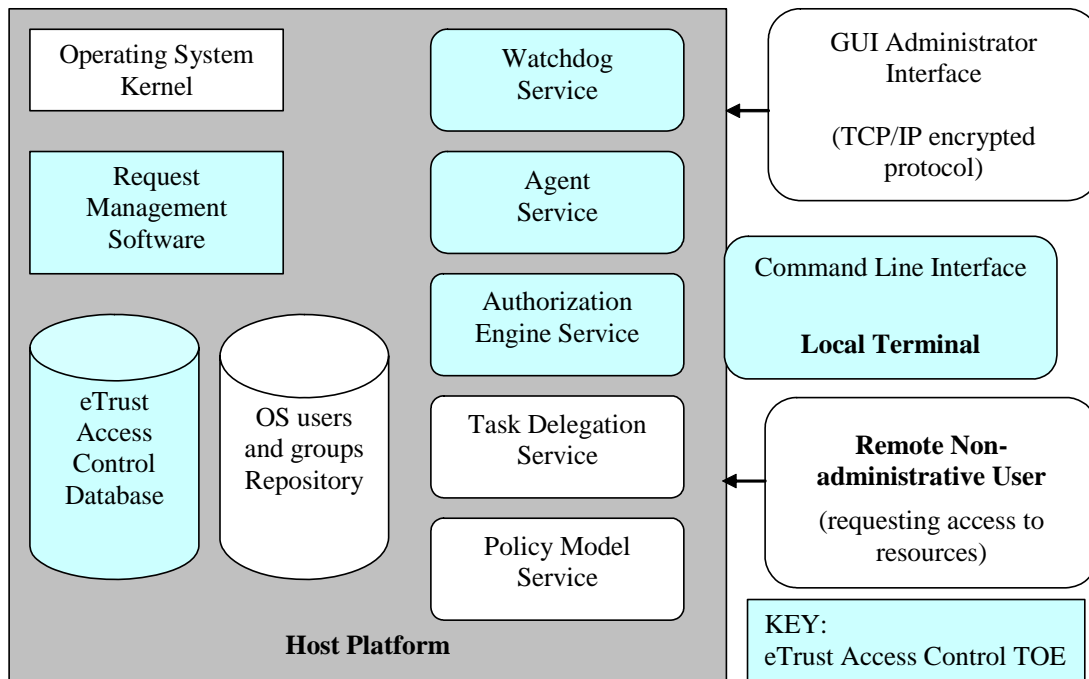 Operating System
Kernel
Request
Management
Software
eTrust
Access
Control
Database
OS users
and groups
Repository
Watchdog
Service
Agent
Service
Authorization
Engine Service
Task Delegation
Service
Policy Model
Service
Host Platform
GUI Administrator
Interface
(TCP/IP encrypted
protocol)
Command Line Interface
Local Terminal
Remote Non-
administrative User
(requesting access to
resources)
KEY:
eTrust Access Control TOE